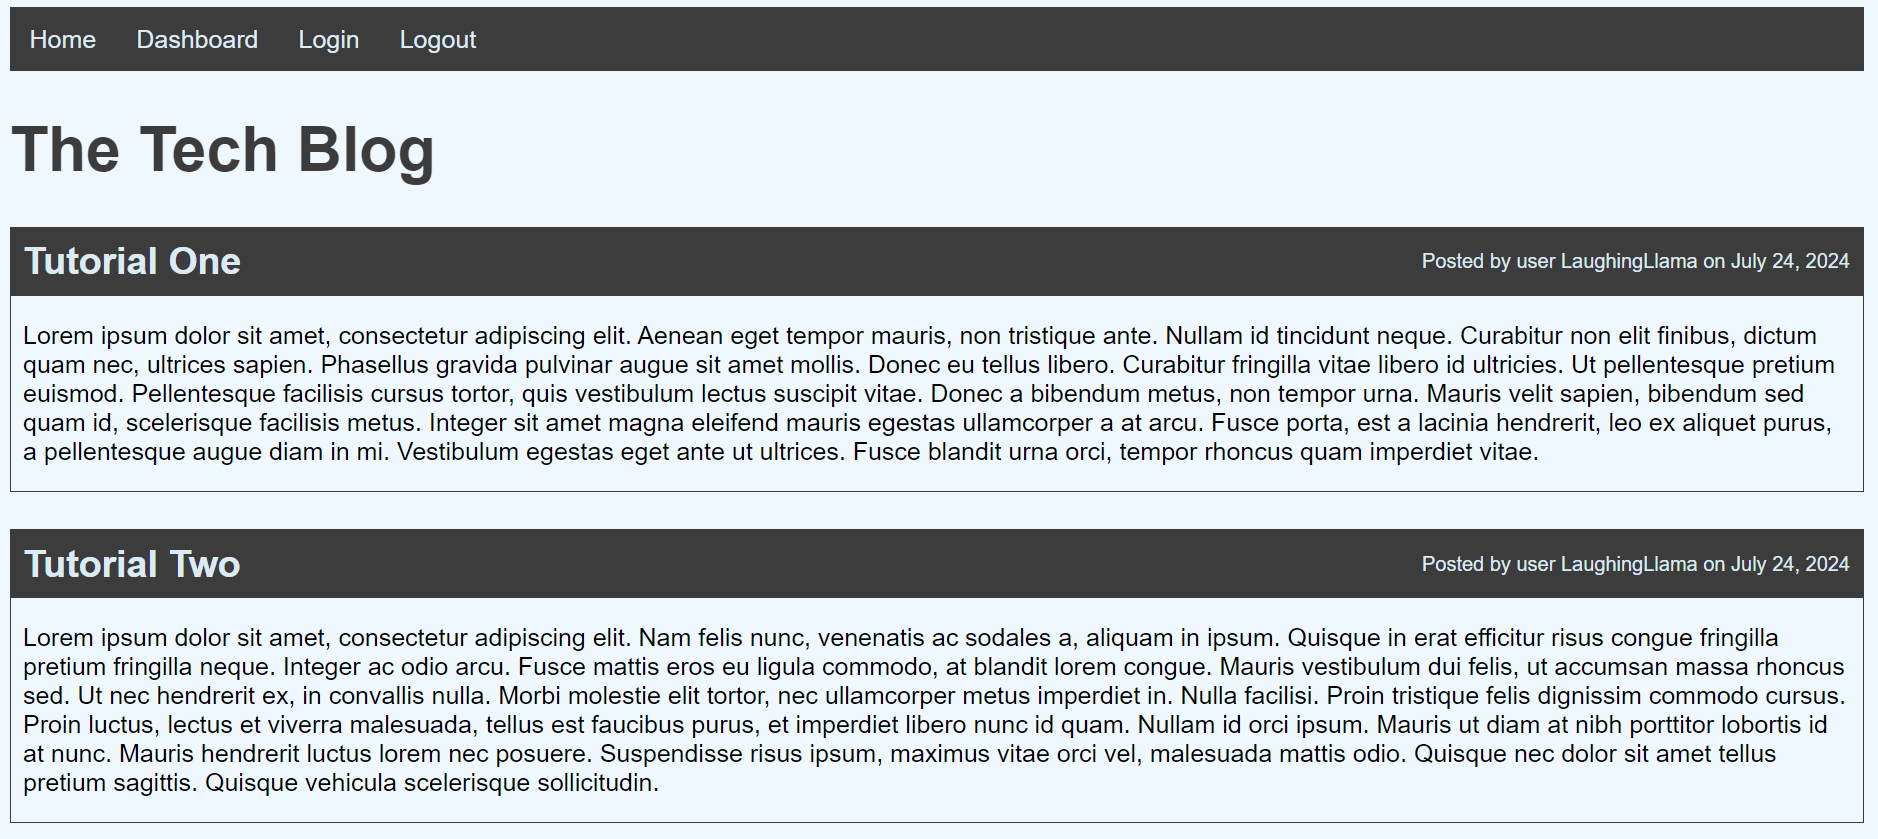 Home Dashboard Login Logout
The Tech Blog
Tutorial One Posted by user LaughingLlama on July 24, 2024
Lorem ipsum dolor sit amet, consectetur adipiscing elit. Aenean eget tempor mauris, non tristique ante. Nullam id tincidunt neque. Curabitur non elit finibus, dictum
quam nec, ultrices sapien. Phasellus gravida pulvinar augue sit amet mollis. Donec eu tellus libero. Curabitur fringilla vitae libero id ultricies. Ut pellentesque pretium
euismod. Pellentesque facilisis cursus tortor, quis vestibulum lectus suscipit vitae. Donec a bibendum metus, non tempor urna. Mauris velit sapien, bibendum sed
quam id, scelerisque facilisis metus. Integer sit amet magna eleifend mauris egestas ullamcorper a at arcu. Fusce porta, est a lacinia hendrerit, leo ex aliquet purus,
a pellentesque augue diam in mi. Vestibulum egestas eget ante ut ultrices. Fusce blandit urna orci, tempor rhoncus quam imperdiet vitae.
Tutorial Two Posted by user LaughingLlama on July 24, 2024
Lorem ipsum dolor sit amet, consectetur adipiscing elit. Nam felis nunc, venenatis ac sodales a, aliquam in ipsum. Quisque in erat efficitur risus congue fringilla
pretium fringilla neque. Integer ac odio arcu. Fusce mattis eros eu ligula commodo, at blandit lorem congue. Mauris vestibulum dui felis, ut accumsan massa rhoncus
sed. Ut nec hendrerit ex, in convallis nulla. Morbi molestie elit tortor, nec ullamcorper metus imperdiet in. Nulla facilisi. Proin tristique felis dignissim commodo cursus.
Proin luctus, lectus et viverra malesuada, tellus est faucibus purus, et imperdiet libero nunc id quam. Nullam id orci ipsum. Mauris ut diam at nibh porttitor lobortis id
at nunc. Mauris hendrerit luctus lorem nec posuere. Suspendisse risus ipsum, maximus vitae orci vel, malesuada mattis odio. Quisque nec dolor sit amet tellus
pretium sagittis. Quisque vehicula scelerisque sollicitudin.